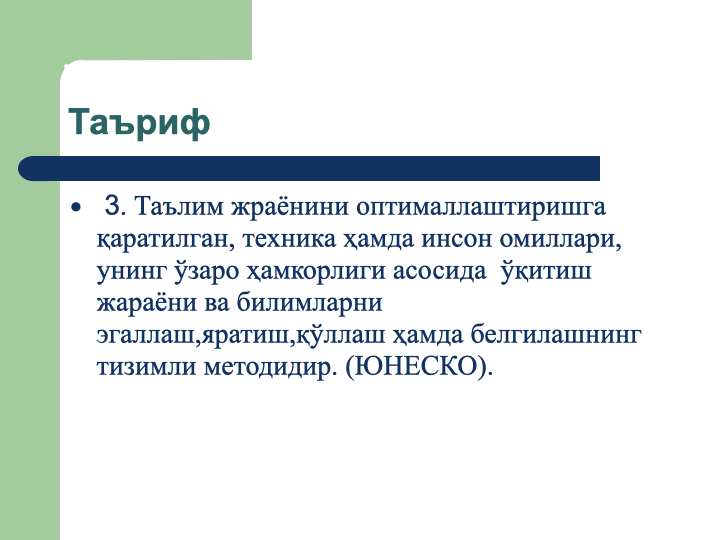 Таъриф
• 3. Таълим жраёнини оптималлаштиришга
қаратилган, техника ҳамда инсон омиллари,
унинг ўзаро ҳамкорлиги асосида ўқитиш
жараёни ва билимларни
эгаллаш,яратиш,қўллаш ҳамда белгилашнинг
тизимли методидир. (ЮНЕСКО).